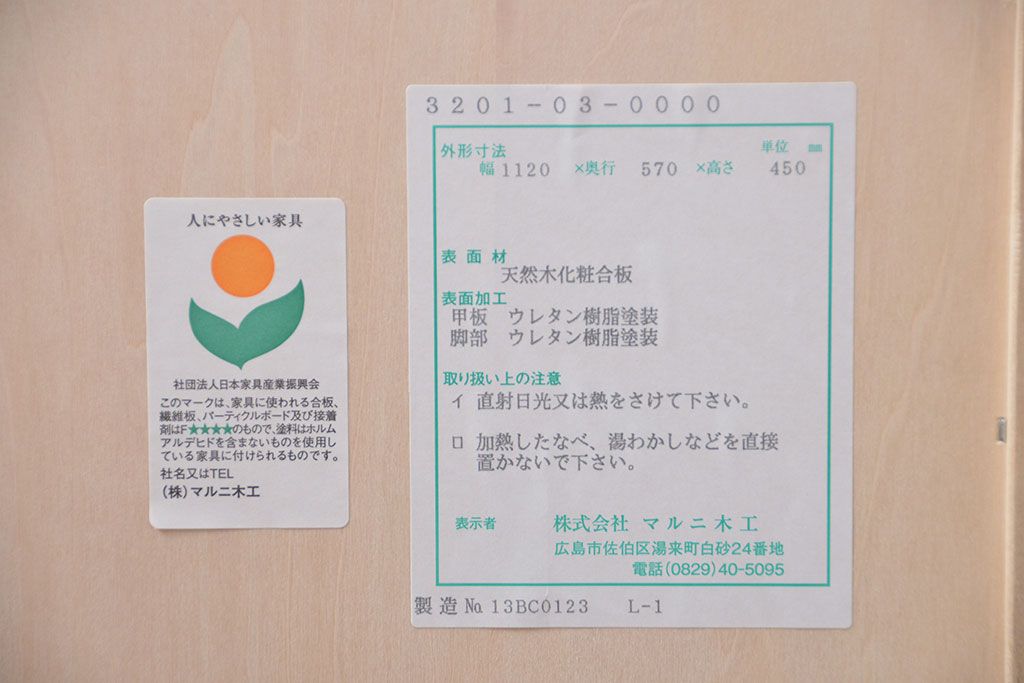 人にやさしい家具
社団法人日本家具産業振興会
このマークは、家具に使われる合板、
繊維板、パーティクルボード及び接着
剤はF★★★★のもので、塗料はホルム
アルデヒドを含まないものを使用し
ている家具に付けられるものです。
社名又はTEL
(株)マルニ木工
3201-03-0000
外形寸法 単位 ㎜
幅 1120 ×奥行 570 ×高さ 450
表面材
天然木化粧合板
表面加工
甲板 ウレタン樹脂塗装
脚部 ウレタン樹脂塗装
取り扱い上の注意
イ 直射日光又は熱をさけて下さい。
ロ 加熱したなべ、湯わかしなどを直接
置かないで下さい。
表示者 株式会社 マルニ木工
広島市佐伯区湯来町白砂24番地
電話(0829)40-5095
製造№ 13BC0123 L-1